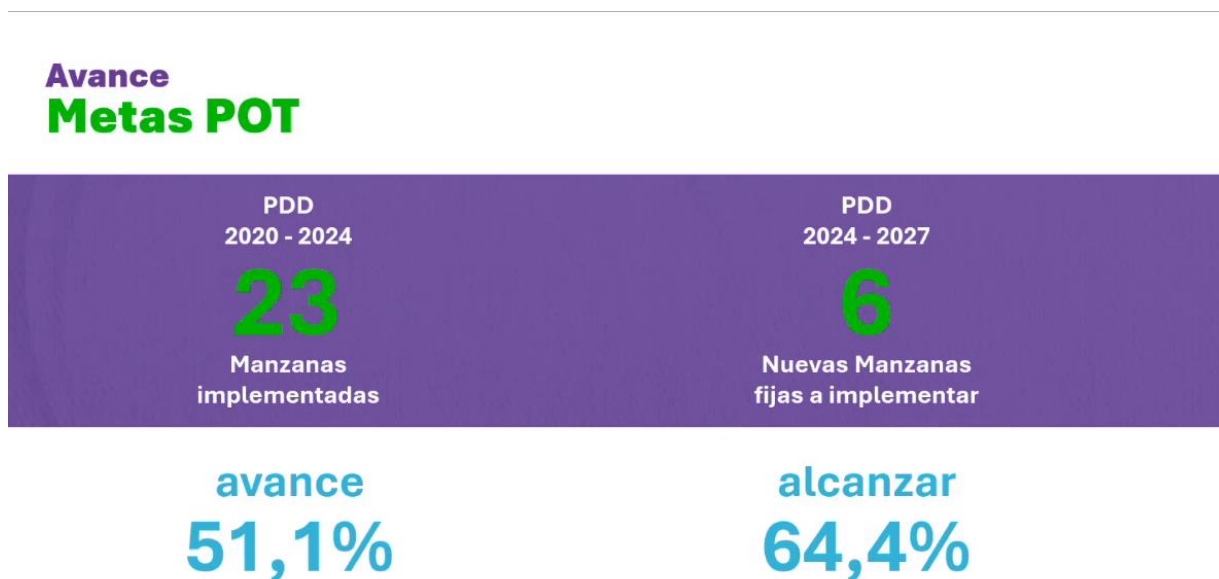 Avance
Metas POT
PDD
2020 - 2024
23
Manzanas
implementadas
avance
51,1%
PDD
2024 - 2027
6
Nuevas Manzanas
fijas a implementar
alcanzar
64,4%